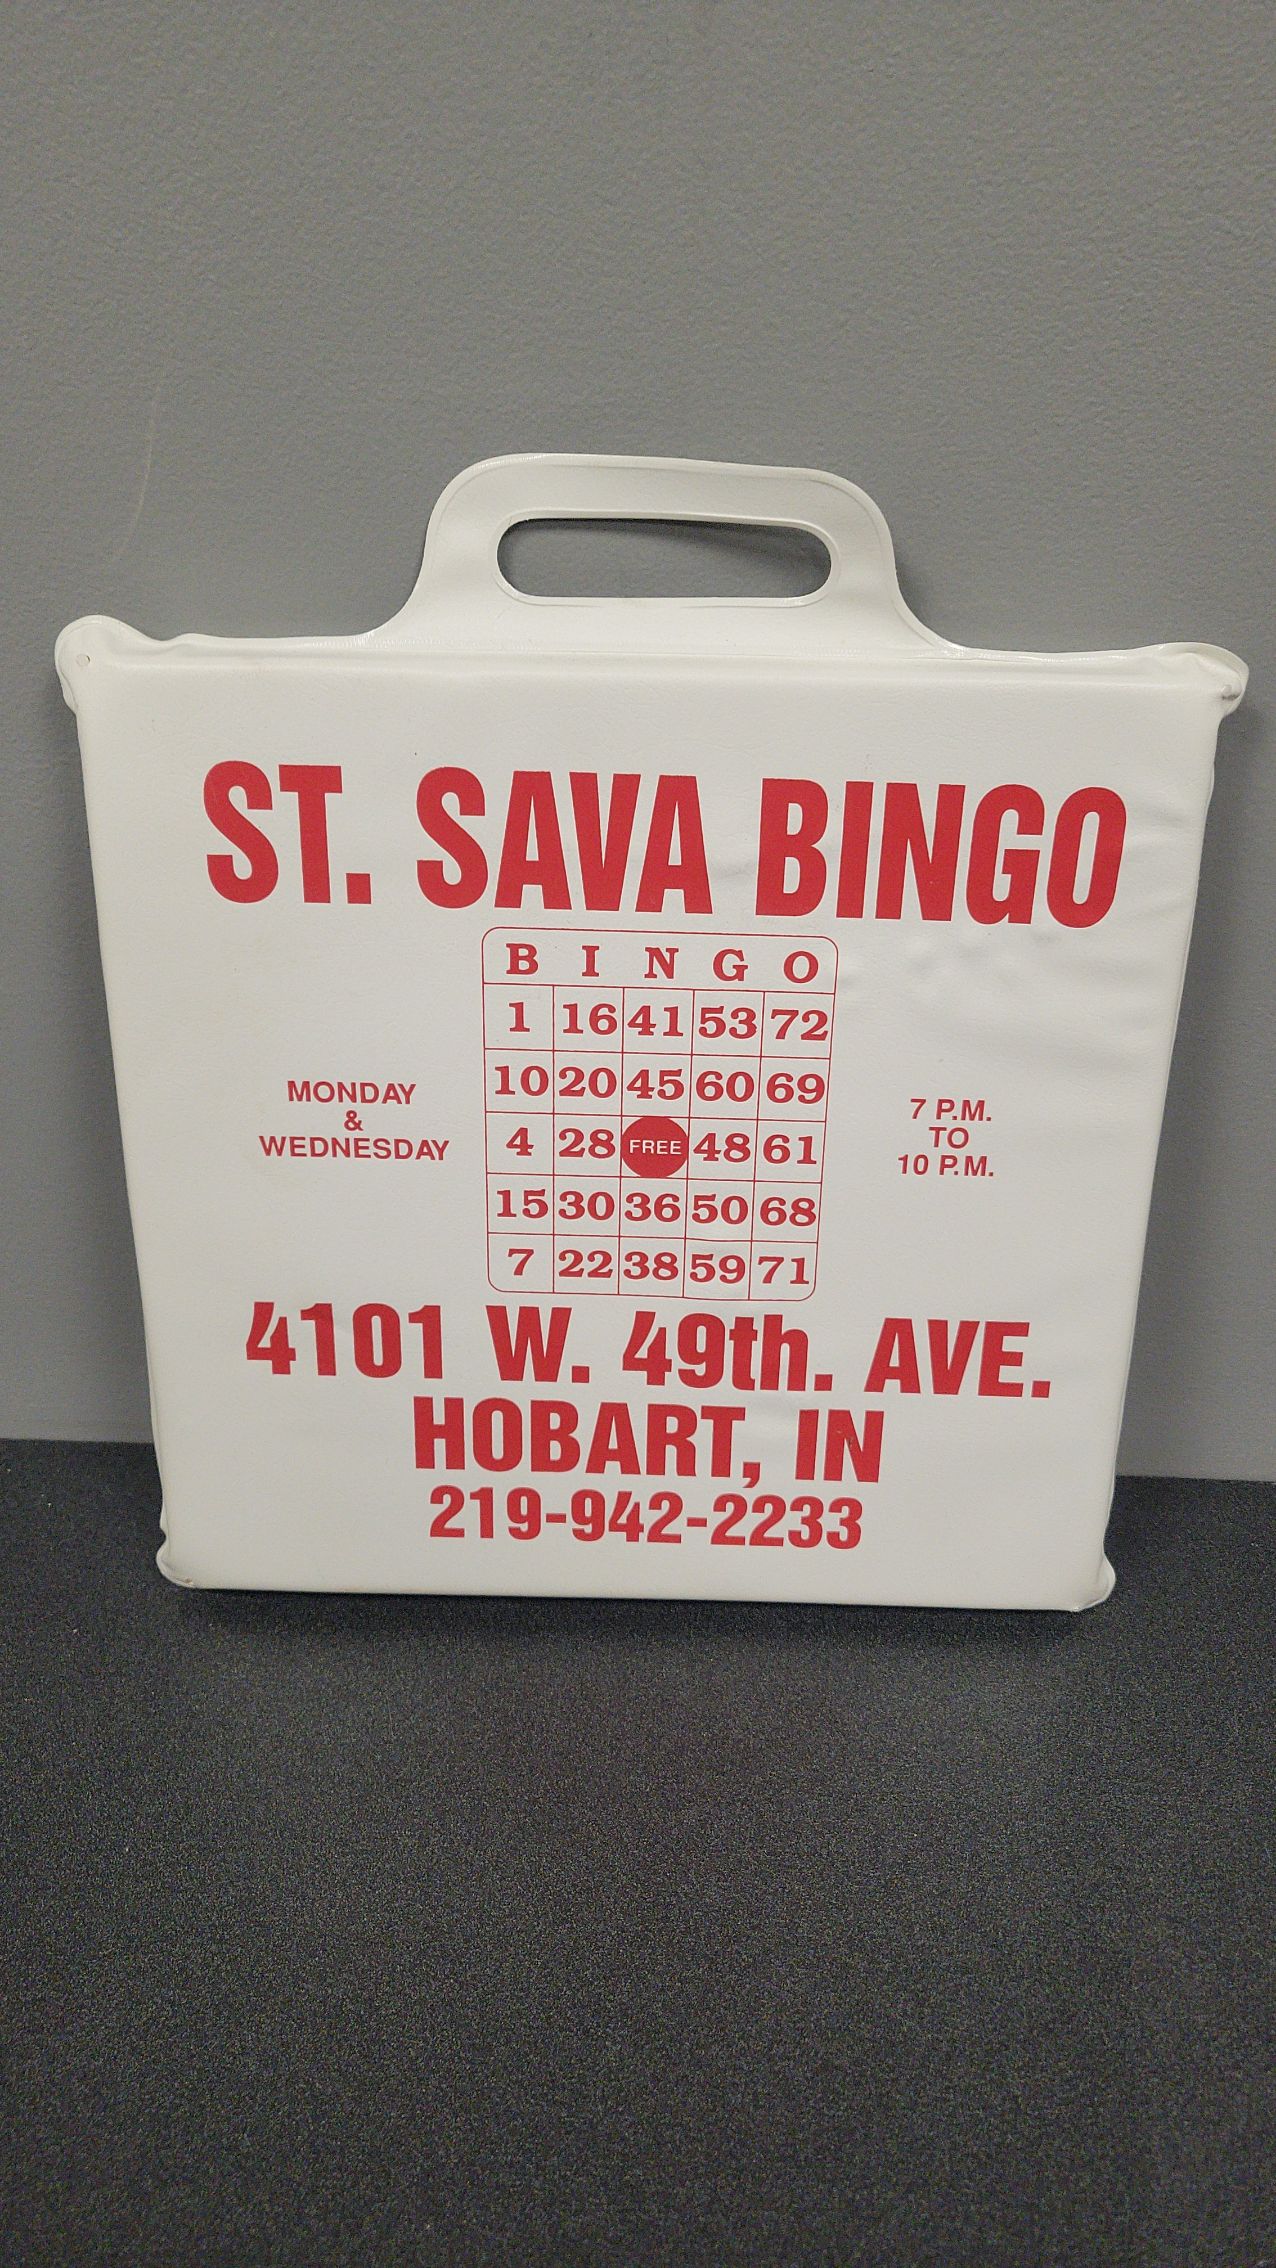 ST. SAVA BINGO
B I N G O
1 16 41 53 72
10 20 45 60 69
4 28 FREE 48 61
15 30 36 50 68
7 22 38 59 71
MONDAY
&
WEDNESDAY
7 P.M.
TO
10 P.M.
4101 W. 49th. AVE.
HOBART, IN
219-942-2233